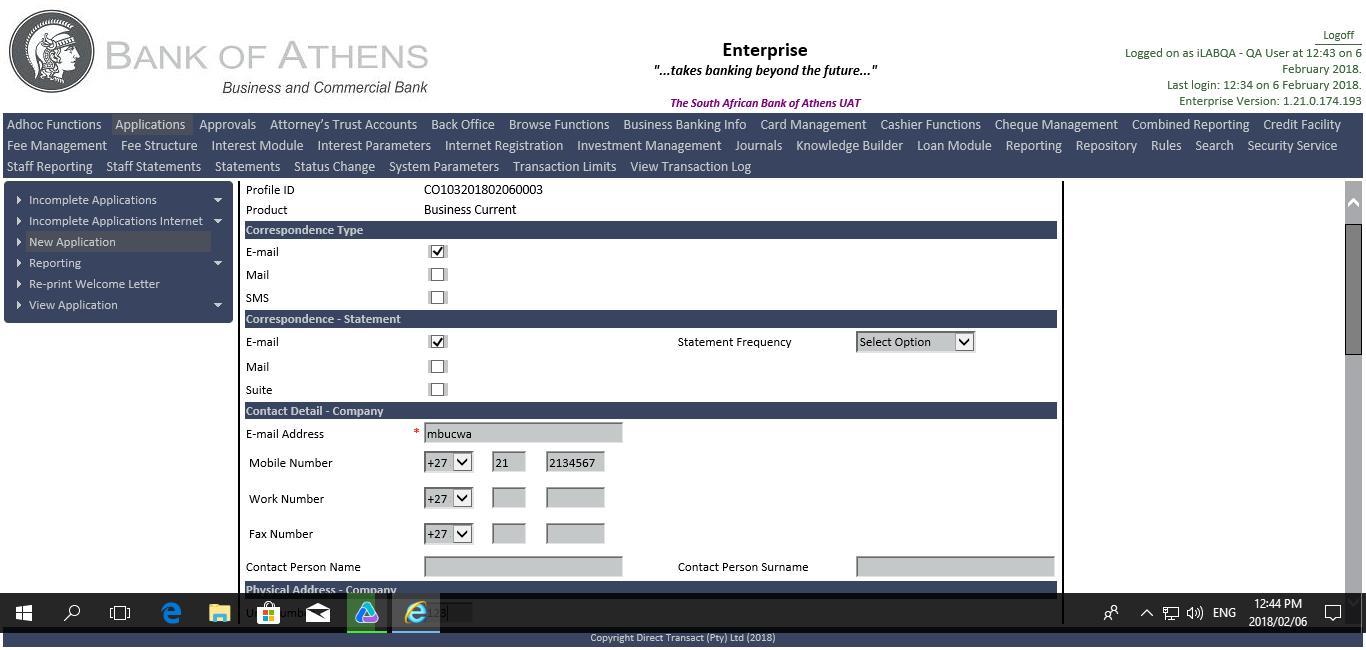 BANK OF ATHENS
Business and Commercial Bank
Enterprise
"...takes banking beyond the future..."
The South African Bank of Athens UAT
Logoff
Logged on as iLABQA - QA User at 12:43 on 6
February 2018.
Last login: 12:34 on 6 February 2018.
Enterprise Version: 1.21.0.174.193
Adhoc Functions Applications Approvals Attorney's Trust Accounts Back Office Browse Functions Business Banking Info Card Management Cashier Functions Cheque Management Combined Reporting Credit Facility
Fee Management Fee Structure Interest Module Interest Parameters Internet Registration Investment Management Journals Knowledge Builder Loan Module Reporting Repository Rules Search Security Service
Staff Reporting Staff Statements Statements Status Change System Parameters Transaction Limits View Transaction Log
Incomplete Applications
Incomplete Applications Internet
New Application
Reporting
Re-print Welcome Letter
View Application
Profile ID CO103201802060003
Product Business Current
Correspondence Type
E-mail
Mail
SMS
Correspondence - Statement
E-mail Statement Frequency Select Option
Mail
Suite
Contact Detail - Company
E-mail Address * mbucwa
Mobile Number +27 21 2134567
Work Number +27
Fax Number +27
Contact Person Name Contact Person Surname
Physical Address - Company
ENG
12:44 PM
2018/02/06
Copyright Direct Transact (Pty) Ltd (2018)